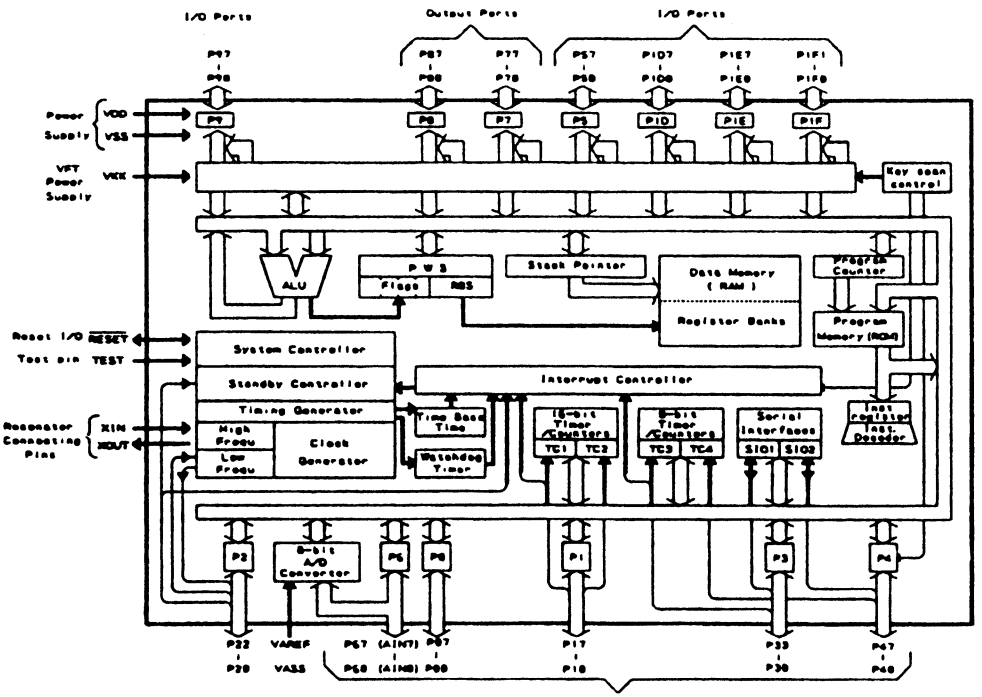 I/O Ports
Output Ports
I/O Ports
P97
P87
P77
P57
P1D7
P1E7
P1F1
P90
P80
P70
P50
P1D0
P1E0
P1F0
Power Supply
VDD
VSS
P9
P8
P7
P5
P1D
P1E
P1F
VFT Power Supply
VKK
Key scan control
ALU
P W S
Flags
RBS
Stack Pointer
Data Memory
( RAM )
Register Banks
Program Counter
Program Memory (ROM)
Reset I/O RESET
Test pin TEST
System Controller
Standby Controller
Timing Generator
High Frequ
Low Frequ
Clock Generator
Resonator Connecting Pins
XIN
XOUT
Interrupt Controller
Time Base Time
Watchdog Timer
16-bit Timer /Counters
TC1
TC2
8-bit Timer /Counters
TC3
TC4
Serial Interfaces
SIO1
SIO2
Inst register
Inst. Decoder
P2
8-bit A/D Convertor
P6
P1
P3
P4
P22
VAREF
P67
(AIN7)
P07
P17
P33
P47
P20
VASS
P60
(AIN0)
P00
P10
P30
P40